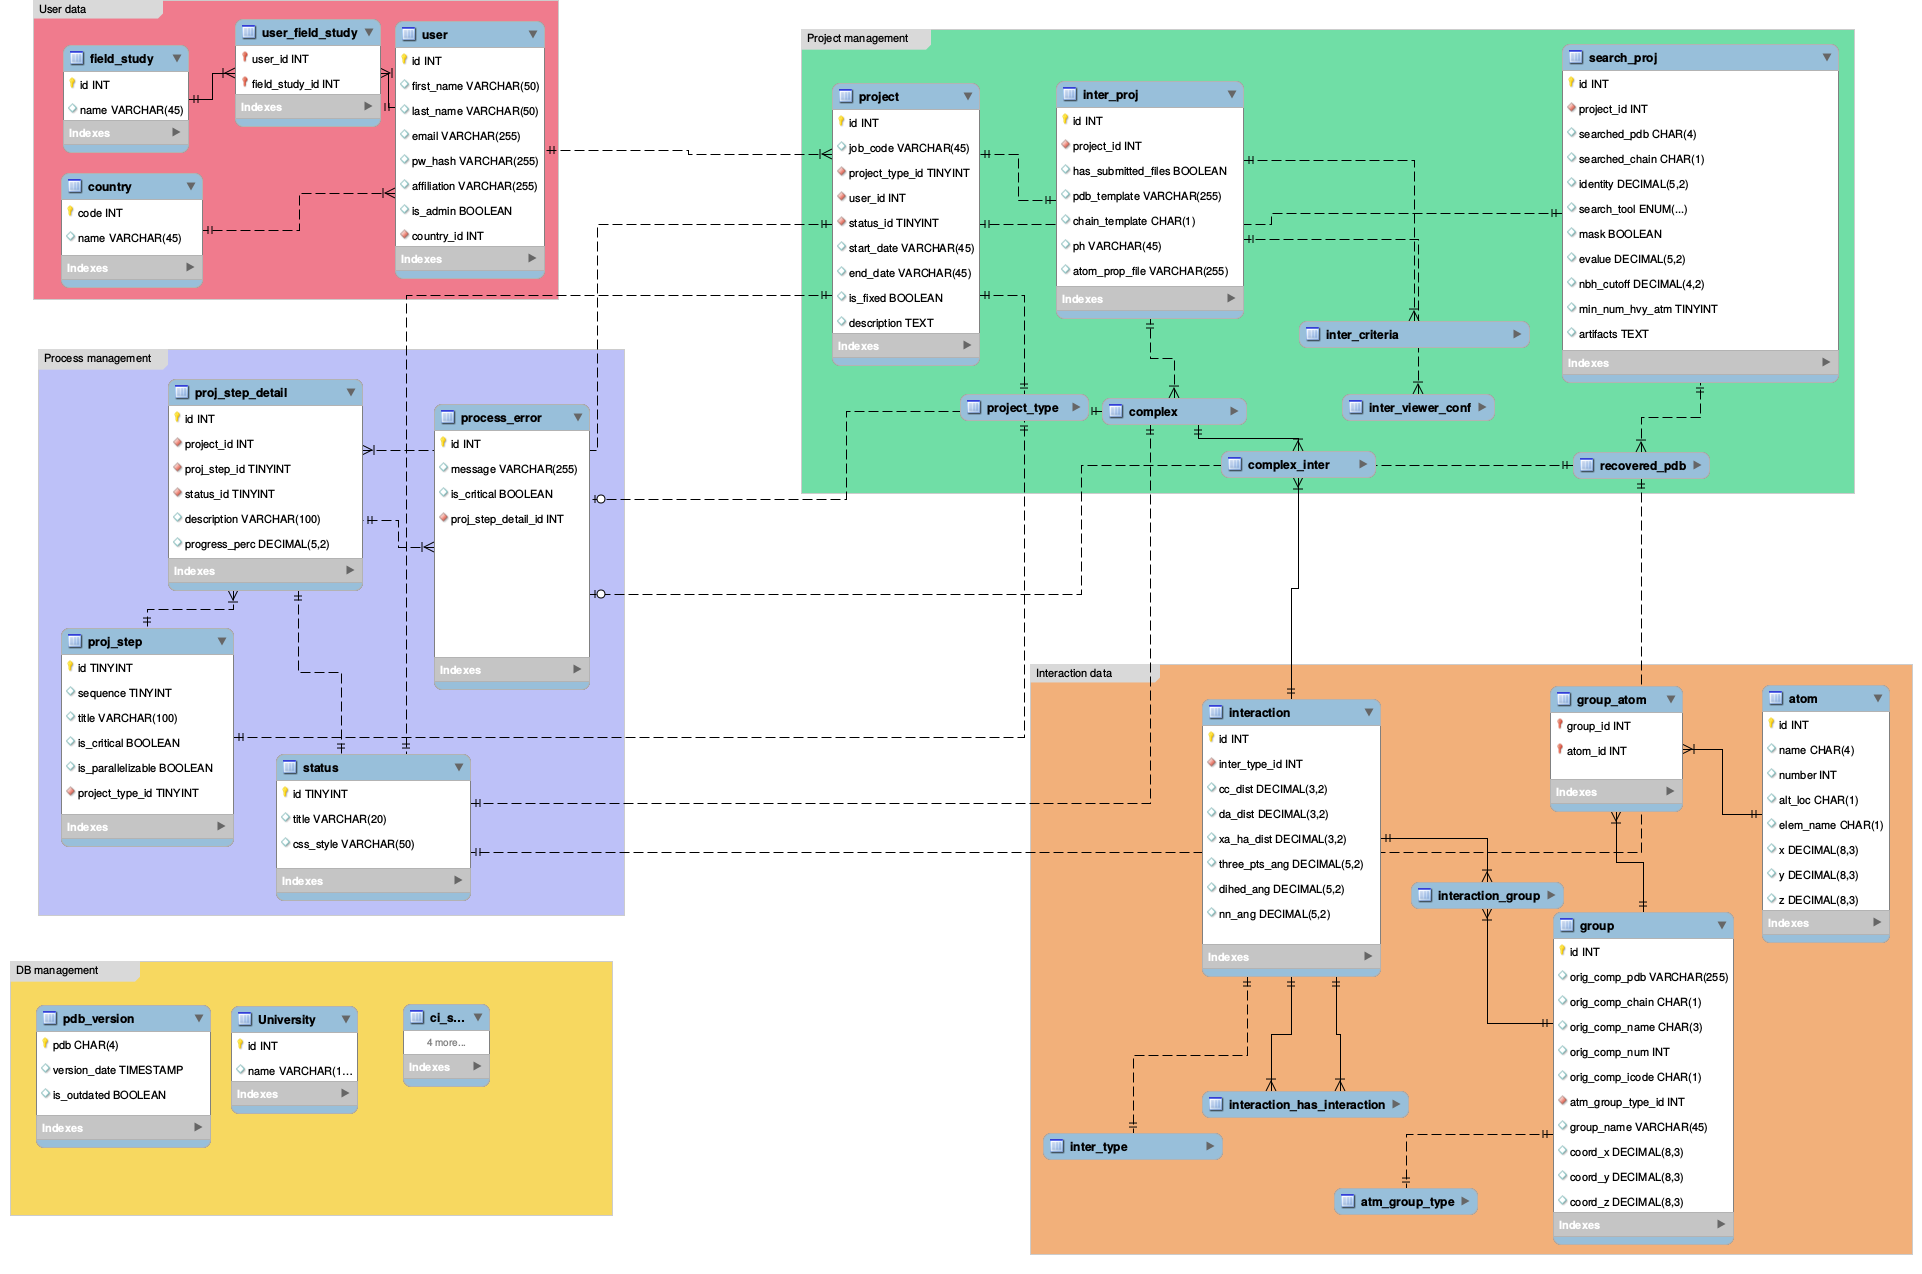 User data
field_study
id INT
name VARCHAR(45)
Indexes
user_field_study
user_id INT
field_study_id INT
Indexes
user
id INT
first_name VARCHAR(50)
last_name VARCHAR(50)
email VARCHAR(255)
pw_hash VARCHAR(255)
affiliation VARCHAR(255)
is_admin BOOLEAN
country_id INT
Indexes
country
code INT
name VARCHAR(45)
Indexes
Project management
project
id INT
job_code VARCHAR(45)
project_type_id TINYINT
user_id INT
status_id TINYINT
start_date VARCHAR(45)
end_date VARCHAR(45)
is_fixed BOOLEAN
description TEXT
Indexes
inter_proj
id INT
project_id INT
has_submitted_files BOOLEAN
pdb_template VARCHAR(255)
chain_template CHAR(1)
ph VARCHAR(45)
atom_prop_file VARCHAR(255)
Indexes
search_proj
id INT
project_id INT
searched_pdb CHAR(4)
searched_chain CHAR(1)
identity DECIMAL(5,2)
search_tool ENUM(...)
mask BOOLEAN
evalue DECIMAL(5,2)
nbh_cutoff DECIMAL(4,2)
min_num_hvy_atm TINYINT
artifacts TEXT
Indexes
inter_criteria
project_type
complex
inter_viewer_conf
complex_inter
recovered_pdb
Process management
proj_step_detail
id INT
project_id INT
proj_step_id TINYINT
status_id TINYINT
description VARCHAR(100)
progress_perc DECIMAL(5,2)
Indexes
process_error
id INT
message VARCHAR(255)
is_critical BOOLEAN
proj_step_detail_id INT
Indexes
proj_step
id TINYINT
sequence TINYINT
title VARCHAR(100)
is_critical BOOLEAN
is_parallelizable BOOLEAN
project_type_id TINYINT
Indexes
status
id TINYINT
title VARCHAR(20)
css_style VARCHAR(50)
Indexes
Interaction data
interaction
id INT
inter_type_id INT
cc_dist DECIMAL(3,2)
da_dist DECIMAL(3,2)
xa_ha_dist DECIMAL(3,2)
three_pts_ang DECIMAL(5,2)
dihed_ang DECIMAL(5,2)
nn_ang DECIMAL(5,2)
Indexes
group_atom
group_id INT
atom_id INT
Indexes
atom
id INT
name CHAR(4)
number INT
alt_loc CHAR(1)
elem_name CHAR(1)
x DECIMAL(8,3)
y DECIMAL(8,3)
z DECIMAL(8,3)
Indexes
interaction_group
group
id INT
orig_comp_pdb VARCHAR(255)
orig_comp_chain CHAR(1)
orig_comp_name CHAR(3)
orig_comp_num INT
orig_comp_icode CHAR(1)
atm_group_type_id INT
group_name VARCHAR(45)
coord_x DECIMAL(8,3)
coord_y DECIMAL(8,3)
coord_z DECIMAL(8,3)
Indexes
interaction_has_interaction
inter_type
atm_group_type
DB management
pdb_version
pdb CHAR(4)
version_date TIMESTAMP
is_outdated BOOLEAN
Indexes
University
id INT
name VARCHAR(1...
Indexes
ci_s...
4 more...
Indexes